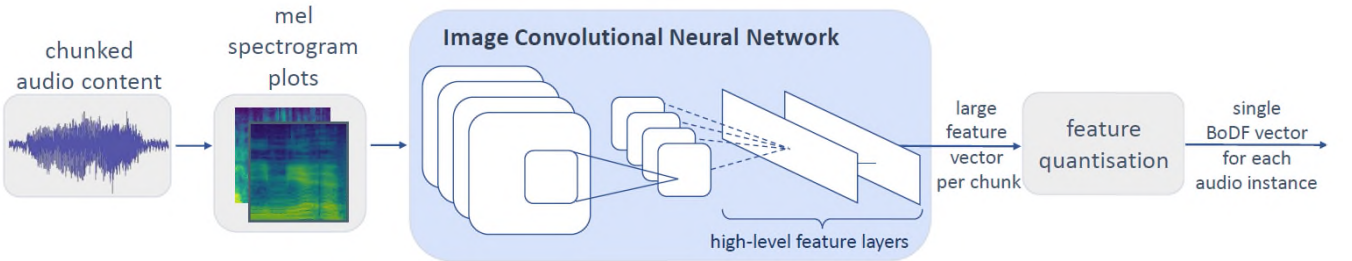 chunked
audio content
mel
spectrogram
plots
Image Convolutional Neural Network
high-level feature layers
large
feature
vector
per chunk
feature
quantisation
single
BoDF vector
for each
audio instance